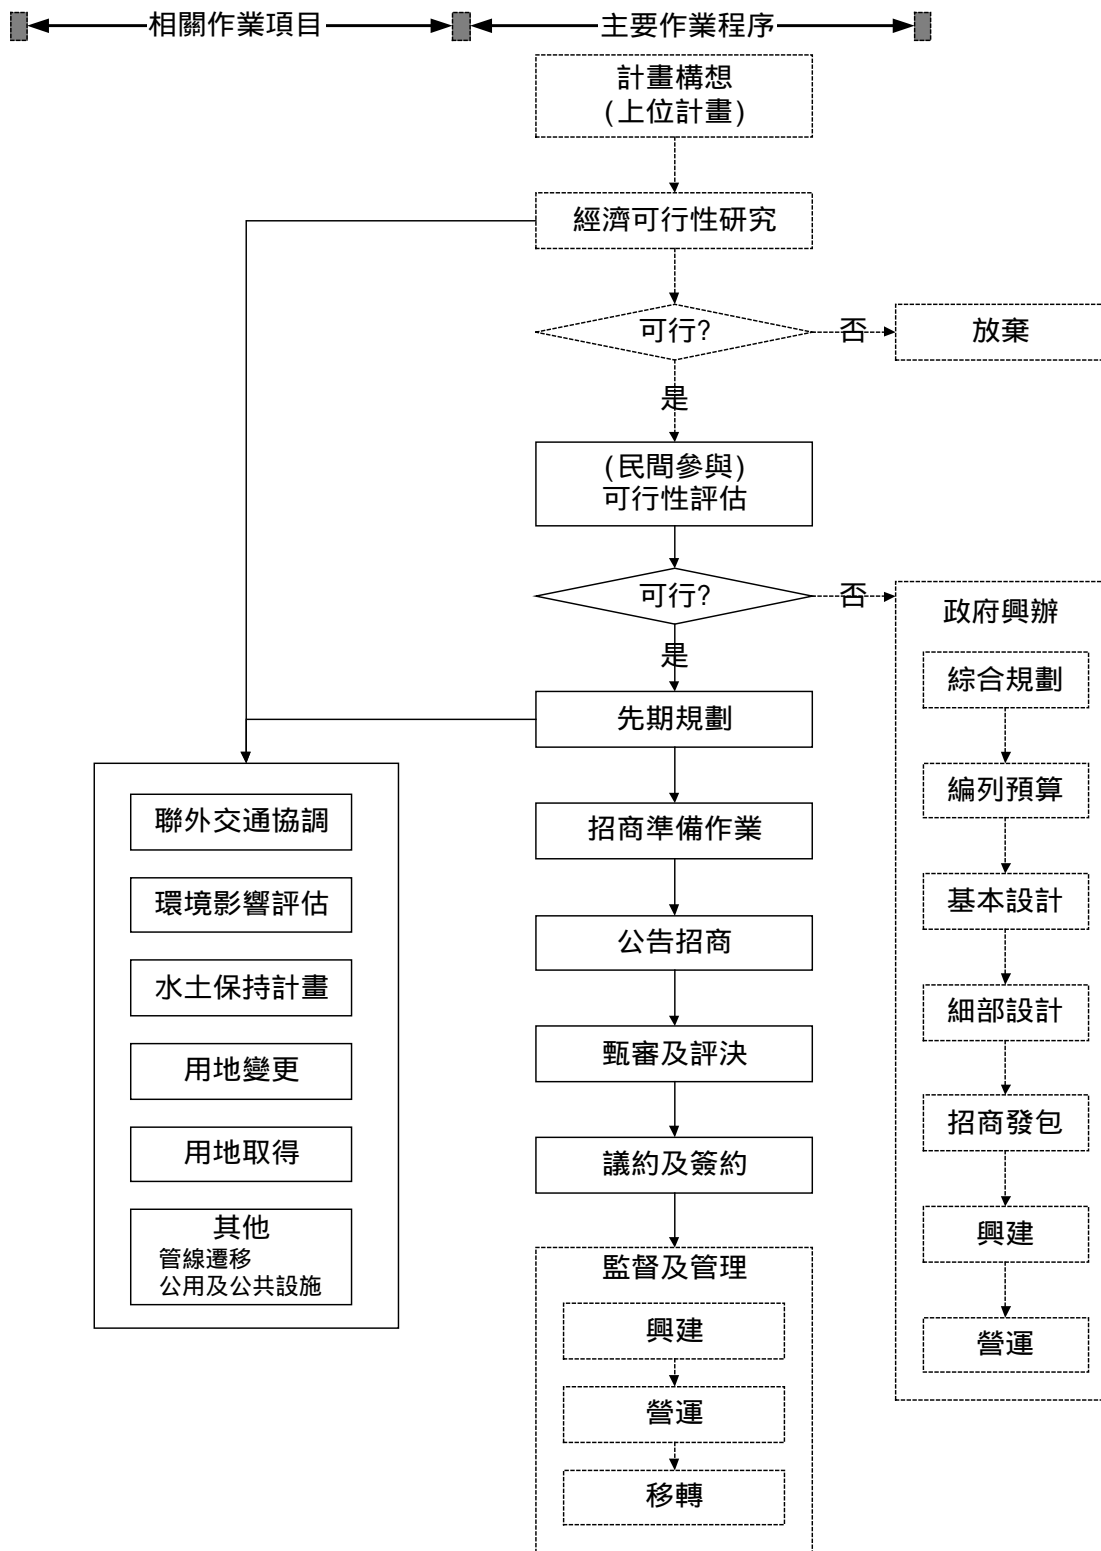 相關作業項目
主要作業程序
計畫構想
(上位計畫)
經濟可行性研究
可行?
否
放棄
是
(民間參與)
可行性評估
可行?
否
是
先期規劃
招商準備作業
公告招商
甄審及評決
議約及簽約
監督及管理
興建
營運
移轉
聯外交通協調
環境影響評估
水土保持計畫
用地變更
用地取得
其他
管線遷移
公用及公共設施
政府興辦
綜合規劃
編列預算
基本設計
細部設計
招商發包
興建
營運